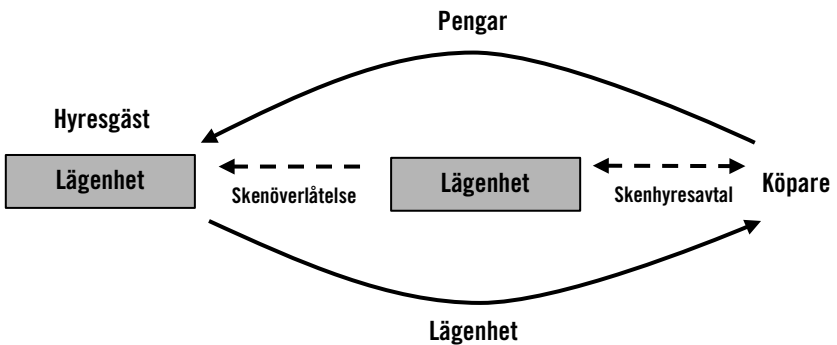 Pengar
Hyresgäst
Lägenhet
Skenöverlåtelse
Lägenhet
Skenhyresavtal
Köpare
Lägenhet